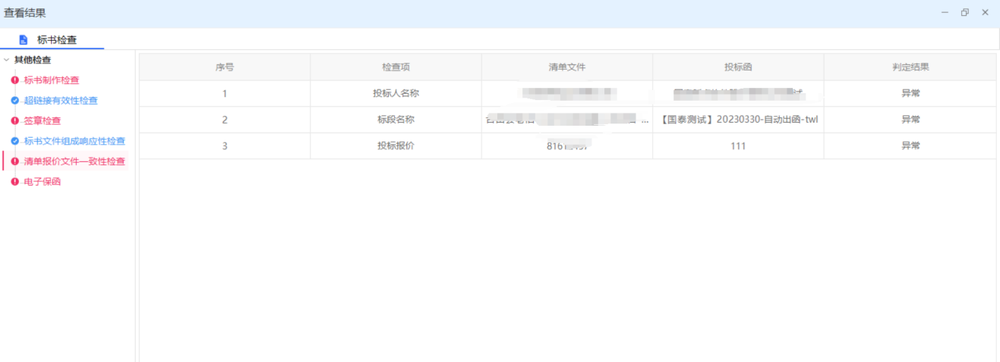 查看结果
标书检查
其他检查
标书制作检查
超链接有效性检查
签章检查
标书文件组成响应性检查
清单报价文件一致性检查
电子保函
序号 检查项 清单文件 投标函 判定结果
1 投标人名称 异常
2 标段名称 ... 【国泰测试】20230330-自动出函-twl 异常
3 投标报价 111 异常